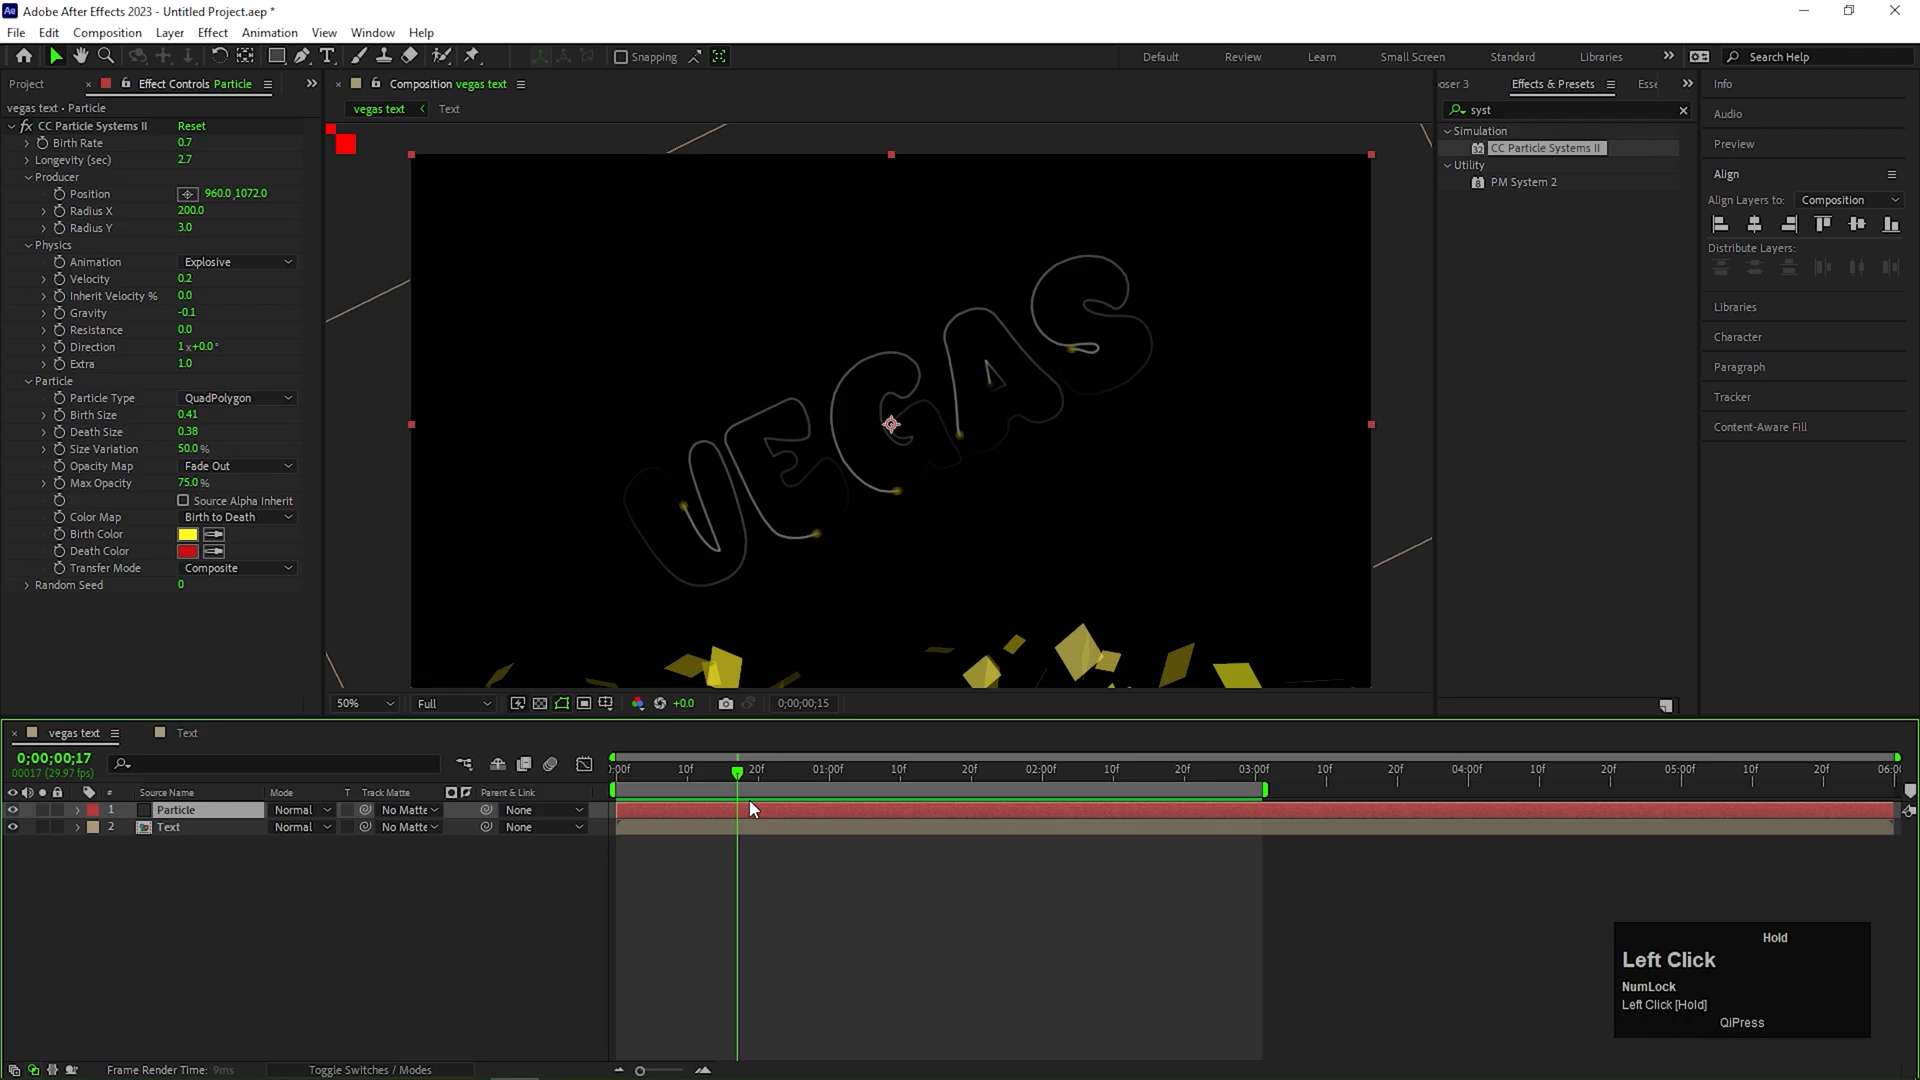 Adobe After Effects 2023 - Untitled Project.aep *
File Edit Composition Layer Effect Animation View Window Help
Snapping
Default Review Learn Small Screen Standard Libraries Search Help
Project Effect Controls Particle
vegas text • Particle
fx CC Particle Systems II Reset
Birth Rate 0.7
Longevity (sec) 2.7
Producer
Position 960.0 ,1072.0
Radius X 200.0
Radius Y 3.0
Physics
Animation Explosive
Velocity 0.2
Inherit Velocity % 0.0
Gravity -0.1
Resistance 0.0
Direction 1 x+0.0°
Extra 1.0
Particle
Particle Type QuadPolygon
Birth Size 0.41
Death Size 0.38
Size Variation 50.0 %
Opacity Map Fade Out
Max Opacity 75.0 %
Source Alpha Inherit
Color Map Birth to Death
Birth Color
Death Color
Transfer Mode Composite
Random Seed 0
Composition vegas text
vegas text Text
VEGAS
50% Full +0.0 0;00;00;15
oser 3 Effects & Presets Esse
syst
Simulation
CC Particle Systems II
Utility
PM System 2
Info
Audio
Preview
Align
Align Layers to: Composition
Distribute Layers:
Libraries
Character
Paragraph
Tracker
Content-Aware Fill
vegas text Text
0;00;00;17
00017 (29.97 fps)
# Source Name Mode T Track Matte Parent & Link
1 Particle Normal No Matte None
2 Text Normal No Matte None
):00f 10f 20f 01:00f 10f 20f 02:00f 10f 20f 03:00f 10f 20f 04:00f 10f 20f 05:00f 10f 20f 06:0(
Hold
Left Click
NumLock
Left Click [Hold]
QiPress
Frame Render Time: 9ms Toggle Switches / Modes